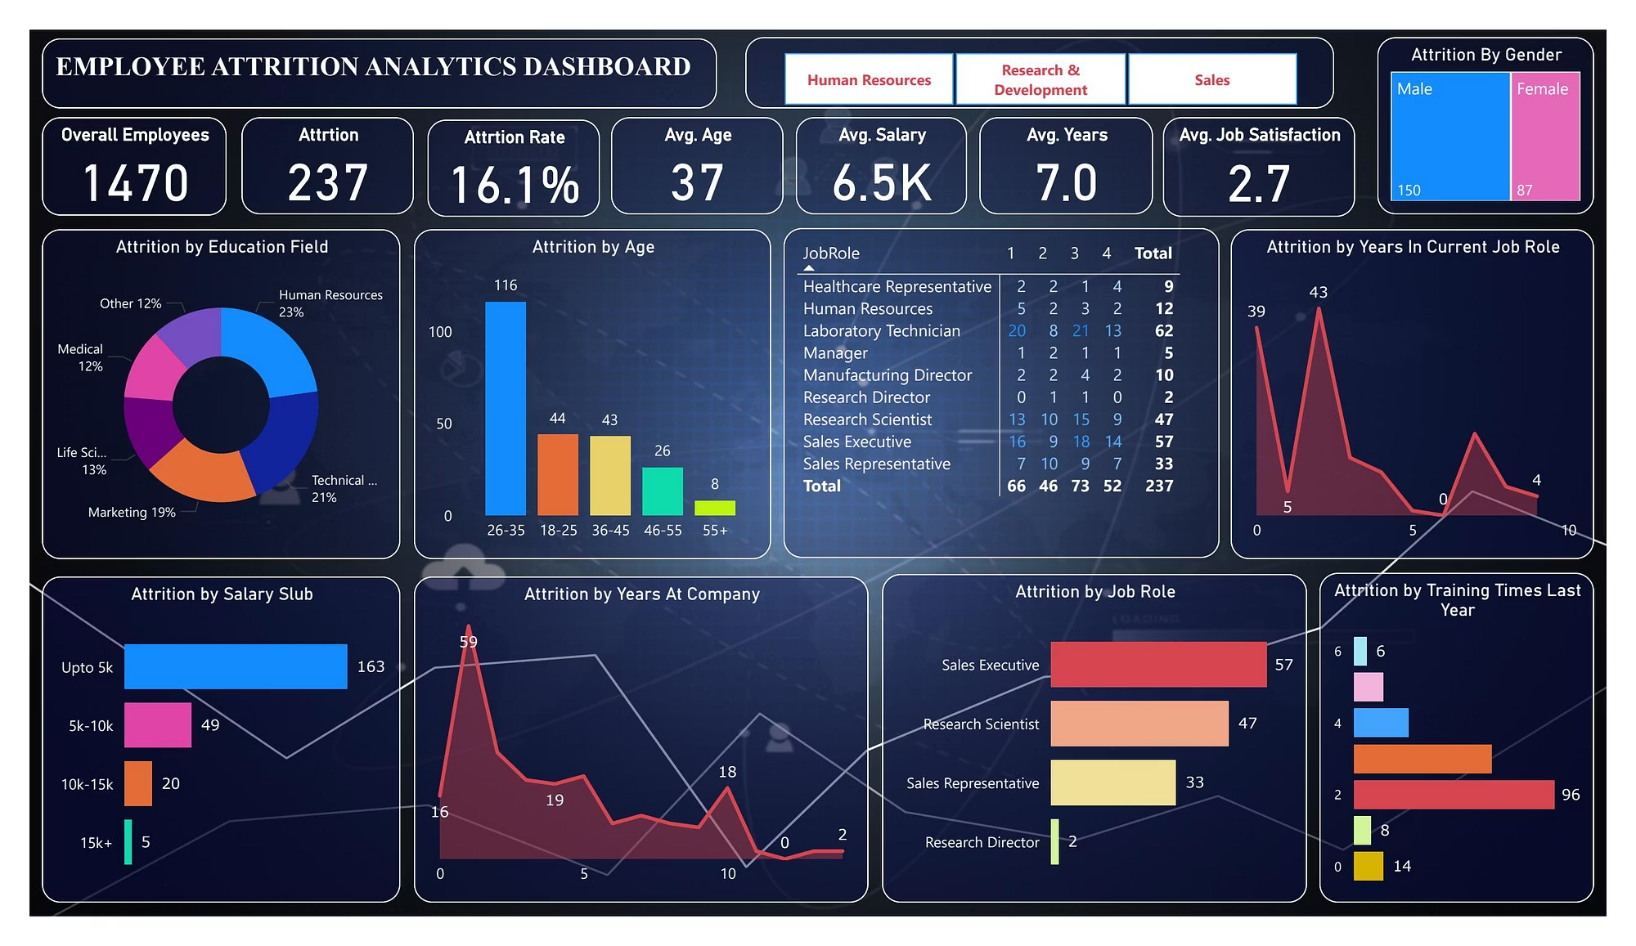 EMPLOYEE ATTRITION ANALYTICS DASHBOARD
Human Resources
Research &
Development
Sales
Attrition By Gender
Male
Female
150
87
Overall Employees
1470
Attrtion
237
Attrtion Rate
16.1%
Avg. Age
37
Avg. Salary
6.5K
Avg. Years
7.0
Avg. Job Satisfaction
2.7
Attrition by Education Field
Other 12%
Human Resources
23%
Medical
12%
Life Sci...
13%
Technical ...
21%
Marketing 19%
Attrition by Age
116
100
44
43
50
26
8
0
26-35 18-25 36-45 46-55 55+
JobRole 1 2 3 4 Total
Healthcare Representative 2 2 1 4 9
Human Resources 5 2 3 2 12
Laboratory Technician 20 8 21 13 62
Manager 1 2 1 1 5
Manufacturing Director 2 2 4 2 10
Research Director 0 1 1 0 2
Research Scientist 13 10 15 9 47
Sales Executive 16 9 18 14 57
Sales Representative 7 10 9 7 33
Total 66 46 73 52 237
Attrition by Years In Current Job Role
43
39
4
0
5
0 5 10
Attrition by Salary Slub
Upto 5k 163
5k-10k 49
10k-15k 20
15k+ 5
Attrition by Years At Company
59
18
19
16
2
0
0 5 10
Attrition by Job Role
Sales Executive 57
Research Scientist 47
Sales Representative 33
Research Director 2
Attrition by Training Times Last
Year
6 6
4
2 96
8
0 14